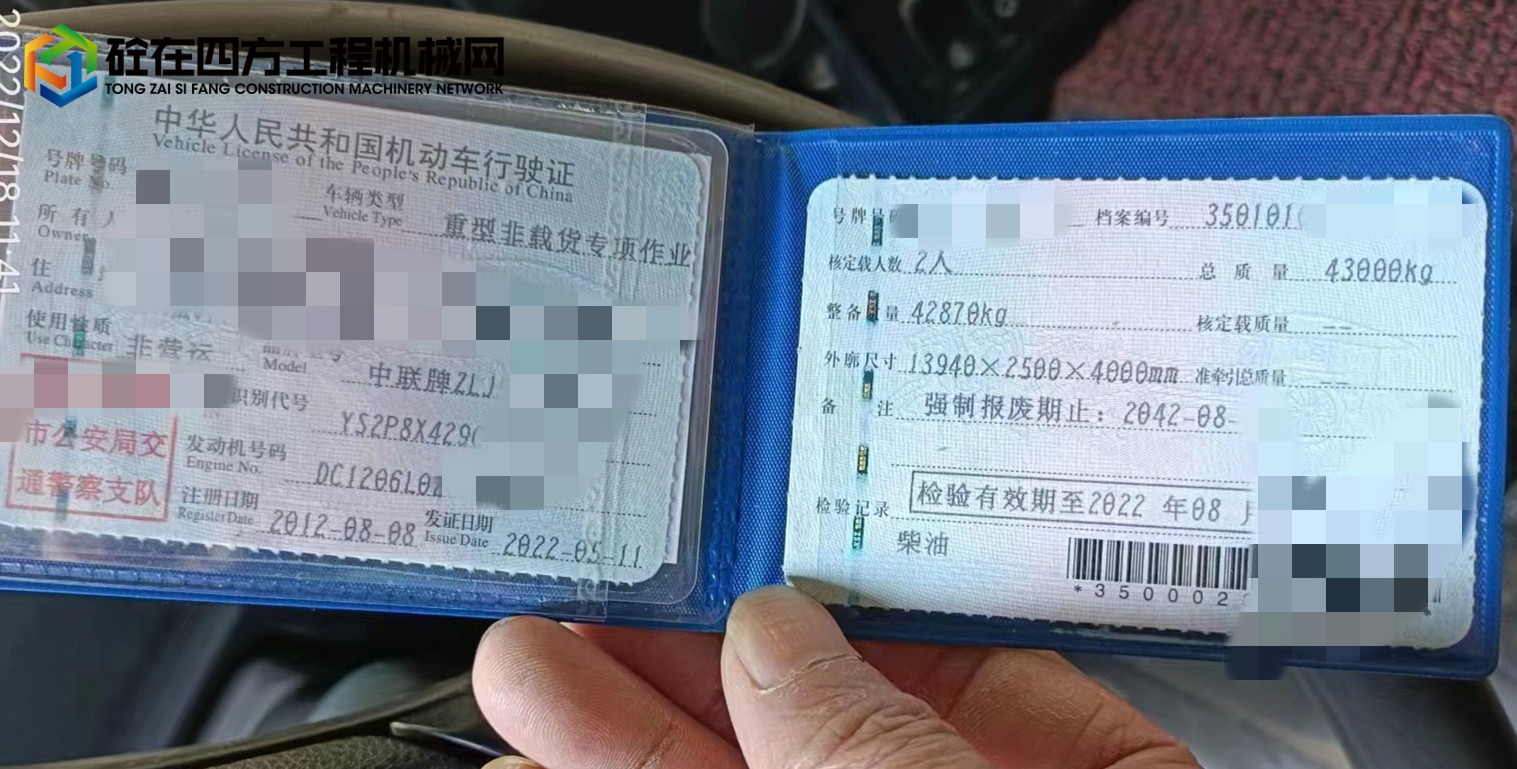 2022/12/18 11:41
砼在四方工程机械网
TONG ZAI SI FANG CONSTRUCTION MACHINERY NETWORK
中华人民共和国机动车行驶证
Vehicle License of the People's Republic of China
号牌号码
Plate No.
车辆类型
Vehicle Type
重型非载货专项作业
所有人
Owner
住
Address
使用性质
Use Character
非营运
Model
中联牌ZLJ
识别代号
YS2P8X429
市公安局交
通警察支队
发动机号码
Engine No.
DC1206L02
注册日期
Register Date
2012-08-08
发证日期
Issue Date
2022-05-11
号牌号码
档案编号 350101
核定载人数 2人
总质量 43000kg
整备质量 42870kg
核定载质量 --
外廓尺寸 13940×2500×4000mm
准牵引总质量 --
备注 强制报废期止：2042-08-
检验记录 检验有效期至2022 年08
柴油
*350002